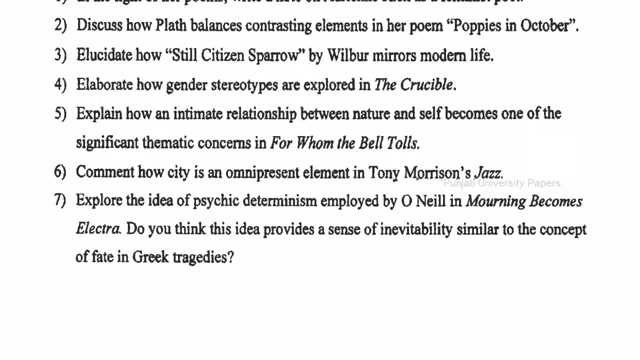 2) Discuss how Plath balances contrasting elements in her poem “Poppies in October”.
3) Elucidate how “Still Citizen Sparrow” by Wilbur mirrors modern life.
4) Elaborate how gender stereotypes are explored in The Crucible.
5) Explain how an intimate relationship between nature and self becomes one of the
significant thematic concerns in For Whom the Bell Tolls.
6) Comment how city is an omnipresent element in Tony Morrison’s Jazz.
Punjab University Papers
7) Explore the idea of psychic determinism employed by O Neill in Mourning Becomes
Electra. Do you think this idea provides a sense of inevitability similar to the concept
of fate in Greek tragedies?